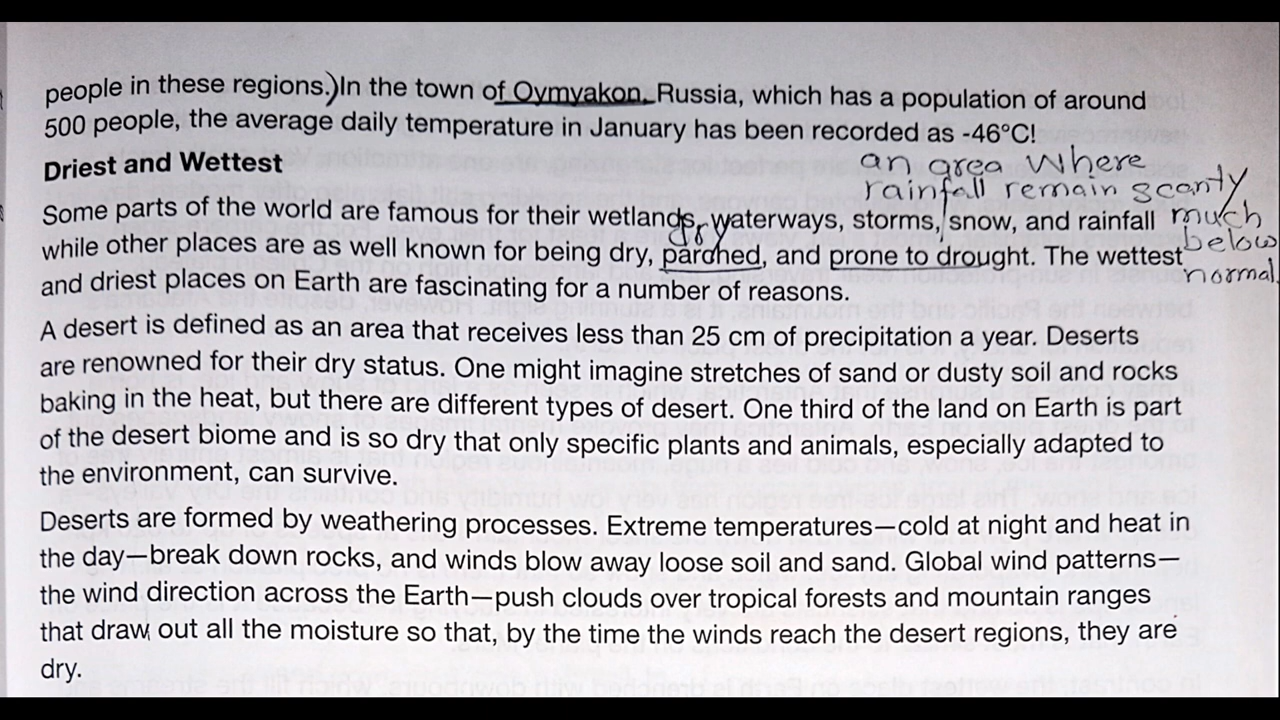 people in these regions.)In the town of Oymyakon, Russia, which has a population of around
500 people, the average daily temperature in January has been recorded as -46°C!
Driest and Wettest
an area where
rainfall remain scanty
much
below
normal.
Some parts of the world are famous for their wetlands, waterways, storms, snow, and rainfall
dry
while other places are as well known for being dry, parched, and prone to drought. The wettest
and driest places on Earth are fascinating for a number of reasons.
A desert is defined as an area that receives less than 25 cm of precipitation a year. Deserts
are renowned for their dry status. One might imagine stretches of sand or dusty soil and rocks
baking in the heat, but there are different types of desert. One third of the land on Earth is part
of the desert biome and is so dry that only specific plants and animals, especially adapted to
the environment, can survive.
Deserts are formed by weathering processes. Extreme temperatures—cold at night and heat in
the day—break down rocks, and winds blow away loose soil and sand. Global wind patterns—
the wind direction across the Earth—push clouds over tropical forests and mountain ranges
that draw out all the moisture so that, by the time the winds reach the desert regions, they are
dry.